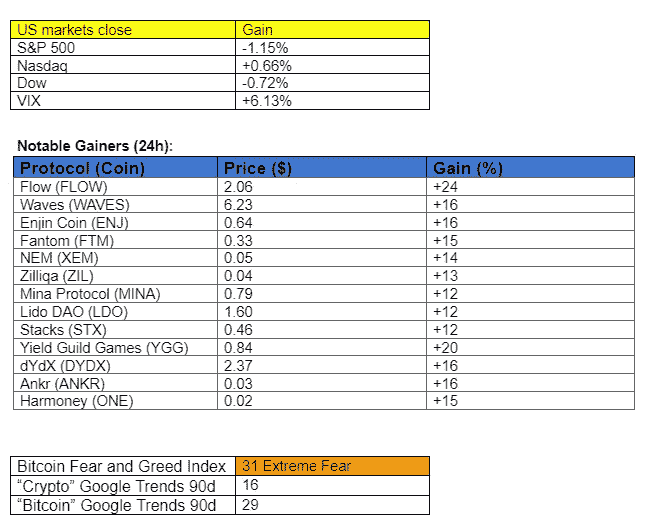 US markets close Gain
S&P 500 -1.15%
Nasdaq +0.66%
Dow -0.72%
VIX +6.13%
Notable Gainers (24h):
Protocol (Coin) Price ($) Gain (%)
Flow (FLOW) 2.06 +24
Waves (WAVES) 6.23 +16
Enjin Coin (ENJ) 0.64 +16
Fantom (FTM) 0.33 +15
NEM (XEM) 0.05 +14
Zilliqa (ZIL) 0.04 +13
Mina Protocol (MINA) 0.79 +12
Lido DAO (LDO) 1.60 +12
Stacks (STX) 0.46 +12
Yield Guild Games (YGG) 0.84 +20
dYdX (DYDX) 2.37 +16
Ankr (ANKR) 0.03 +16
Harmoney (ONE) 0.02 +15
Bitcoin Fear and Greed Index 31 Extreme Fear
“Crypto” Google Trends 90d 16
“Bitcoin” Google Trends 90d 29